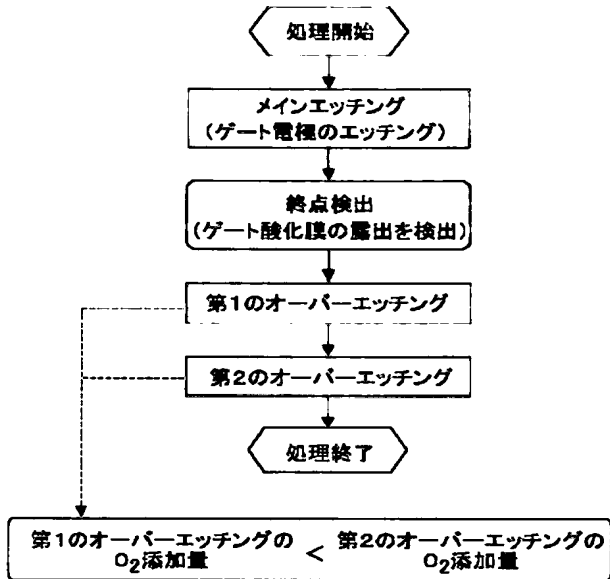 処理開始
メインエッチング
(ゲート電極のエッチング)
終点検出
(ゲート酸化膜の露出を検出)
第1のオーバーエッチング
第2のオーバーエッチング
処理終了
第1のオーバーエッチングの < 第2のオーバーエッチングの
O₂添加量 O₂添加量